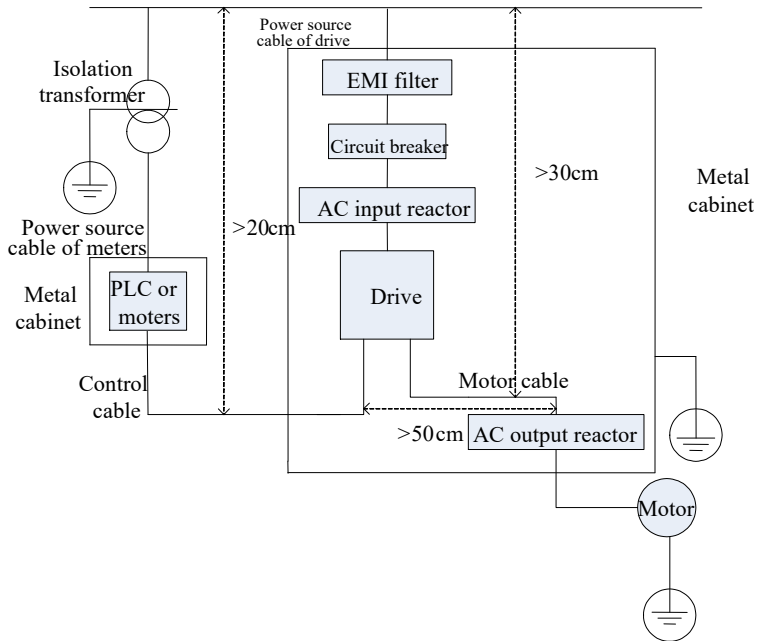 Power source
cable of drive
Isolation
transformer
EMI filter
Circuit breaker
>30cm
Metal
cabinet
AC input reactor
Power source
cable of meters
>20cm
PLC or
moters
Metal
cabinet
Drive
Control
cable
Motor cable
>50cm
AC output reactor
Motor